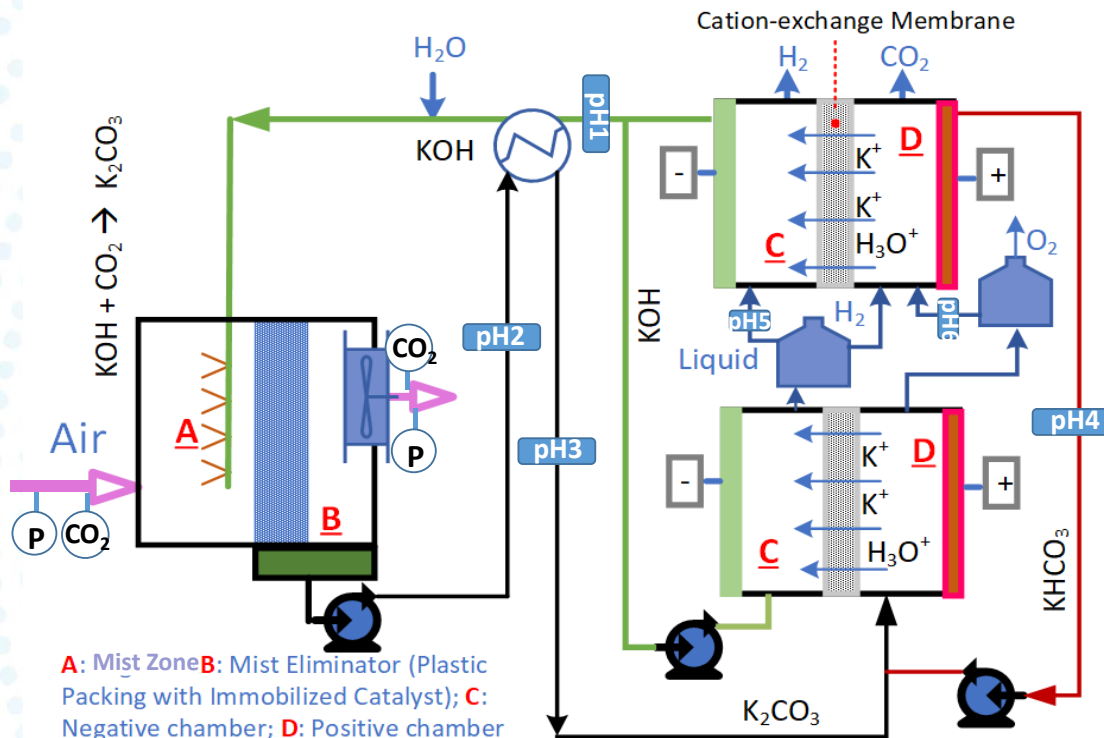 Cation-exchange Membrane
H₂O
H₂
CO₂
pH1
KOH
KOH + CO₂ → K₂CO₃
D
K⁺
-
+
K⁺
O₂
C
H₃O⁺
KOH
pH5
H₂
pH6
CO₂
pH2
Liquid
A
Air
P
pH3
pH4
D
K⁺
-
+
K⁺
B
P
CO₂
C
H₃O⁺
KHCO₃
A: Mist Zone B: Mist Eliminator (Plastic
Packing with Immobilized Catalyst); C:
Negative chamber; D: Positive chamber
K₂CO₃